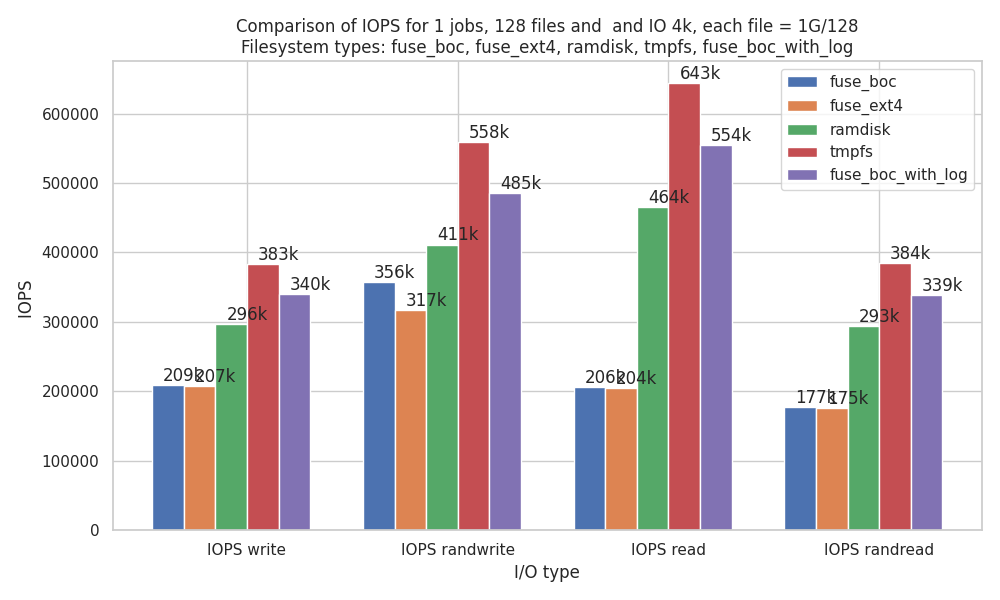 Comparison of IOPS for 1 jobs, 128 files and  and IO 4k, each file = 1G/128
Filesystem types: fuse_boc, fuse_ext4, ramdisk, tmpfs, fuse_boc_with_log
IOPS
600000
500000
400000
300000
200000
100000
0
209k
207k
296k
383k
340k
356k
317k
411k
558k
485k
206k
204k
464k
643k
554k
177k
175k
293k
384k
339k
fuse_boc
fuse_ext4
ramdisk
tmpfs
fuse_boc_with_log
IOPS write
IOPS randwrite
IOPS read
IOPS randread
I/O type